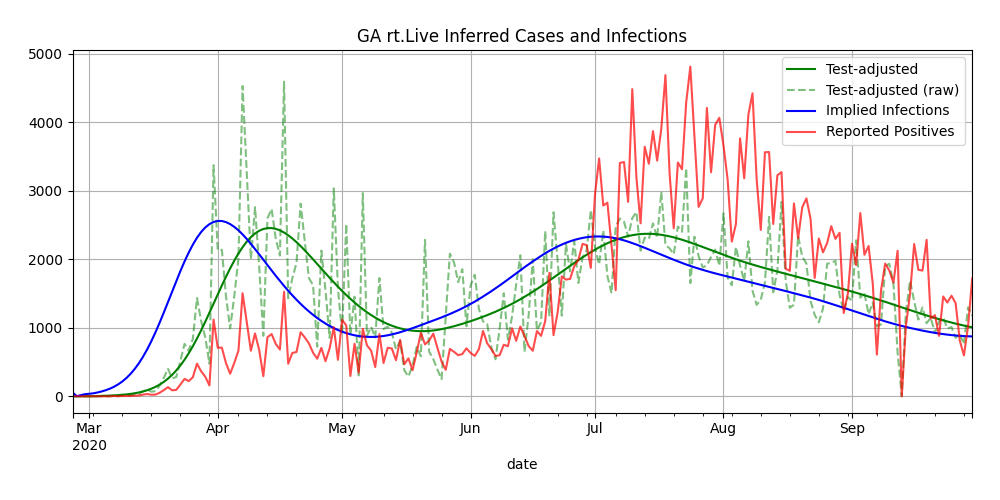 GA rt.Live Inferred Cases and Infections
5000
4000
3000
2000
1000
0
Test-adjusted
Test-adjusted (raw)
Implied Infections
Reported Positives
Mar Apr May Jun Jul Aug Sep
2020
date